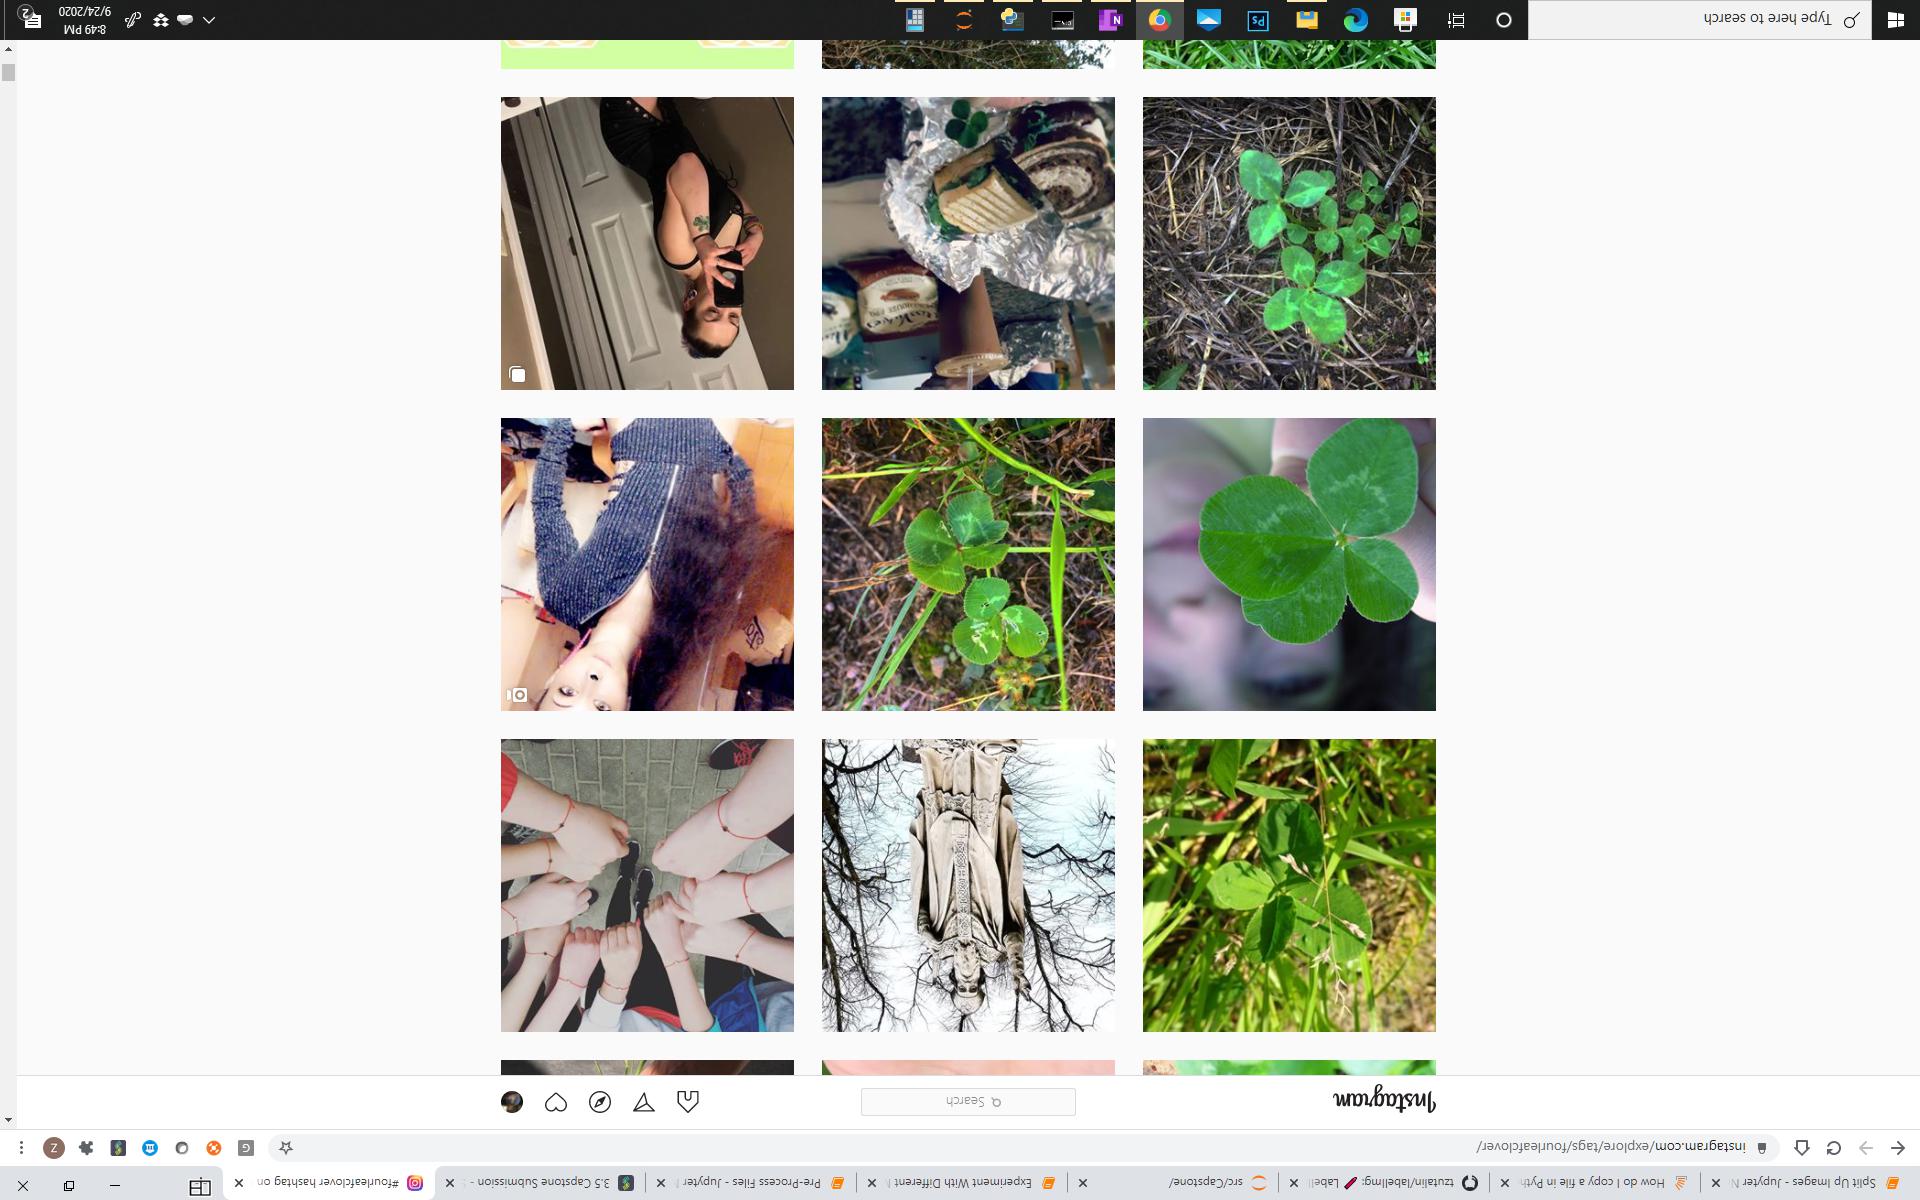 Split Up Images - Jupyter N
How do I copy a file in Pyth
tzutalin/labelImg: 🖍 LabelI
src/Capstone/
Experiment With Different M
Pre-Process Files - Jupyter
3.5 Capstone Submission - S
#fourleafclover hashtag on
instagram.com/explore/tags/fourleafclover/
Instagram
Search
Type here to search
8:49 PM
9/24/2020
2